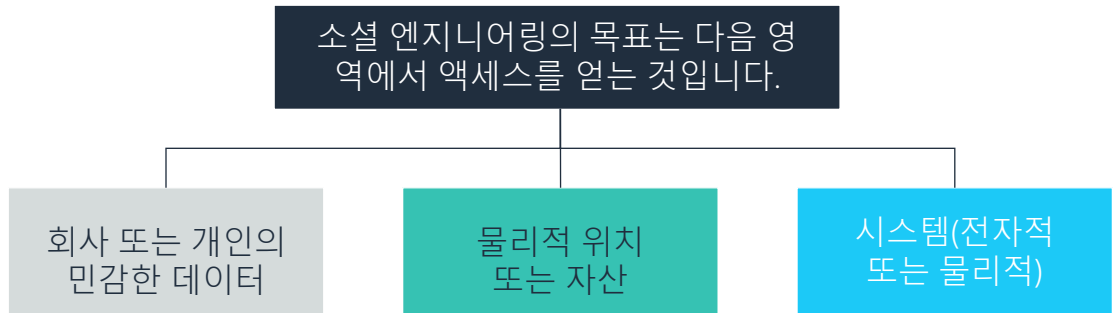 소셜 엔지니어링의 목표는 다음 영
역에서 액세스를 얻는 것입니다.
회사 또는 개인의
민감한 데이터
물리적 위치
또는 자산
시스템(전자적
또는 물리적)